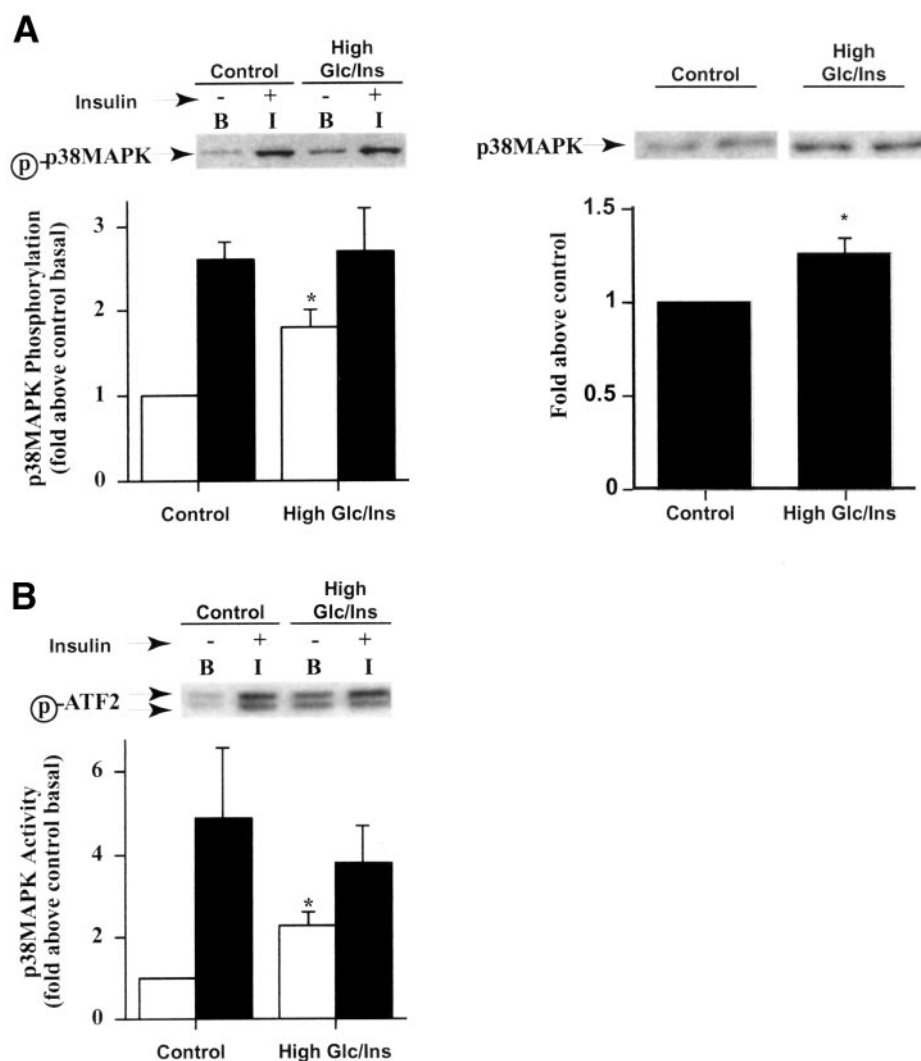 A
High
Control Glc/Ins
Insulin - + - +
B I B I
p-p38MAPK
p38MAPK Phosphorylation
(fold above control basal)
3
2
1
0
*
Control High Glc/Ins
High
Control Glc/Ins
p38MAPK
Fold above control
1.5
1
0.5
0
*
Control High Glc/Ins
B
High
Control Glc/Ins
Insulin - + - +
B I B I
p-ATF2
p38MAPK Activity
(fold above control basal)
6
4
2
0
*
Control High Glc/Ins